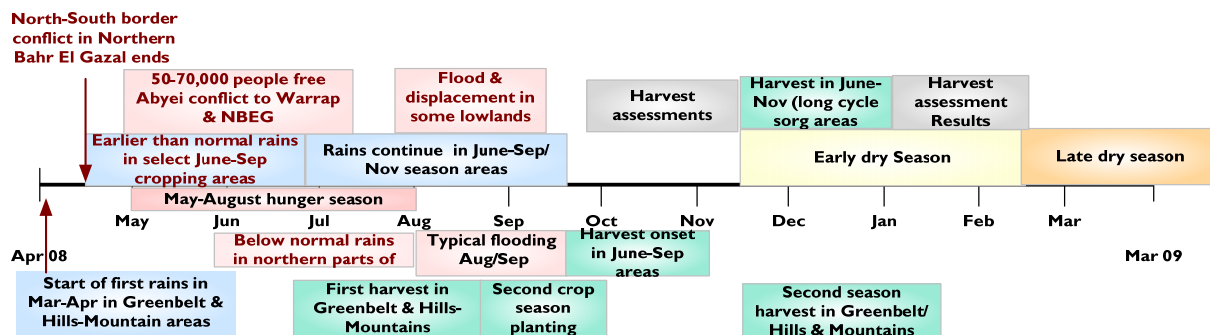 North-South border
conflict in Northern
Bahr El Gazal ends
50-70,000 people free
Abyei conflict to Warrap
& NBEG
Flood &
displacement in
some lowlands
Harvest
assessments
Harvest in June-
Nov (long cycle
sorg areas
Harvest
assessment
Results
Earlier than normal rains
in select June-Sep
cropping areas
Rains continue in June-Sep/
Nov season areas
Early dry Season
Late dry season
May-August hunger season
May
Jun
Jul
Aug
Sep
Oct
Nov
Dec
Jan
Feb
Mar
Apr 08
Mar 09
Below normal rains
in northern parts of
Typical flooding
Aug/Sep
Harvest onset
in June-Sep
areas
Start of first rains in
Mar-Apr in Greenbelt &
Hills-Mountain areas
First harvest in
Greenbelt & Hills-
Mountains
Second crop
season
planting
Second season
harvest in Greenbelt/
Hills & Mountains